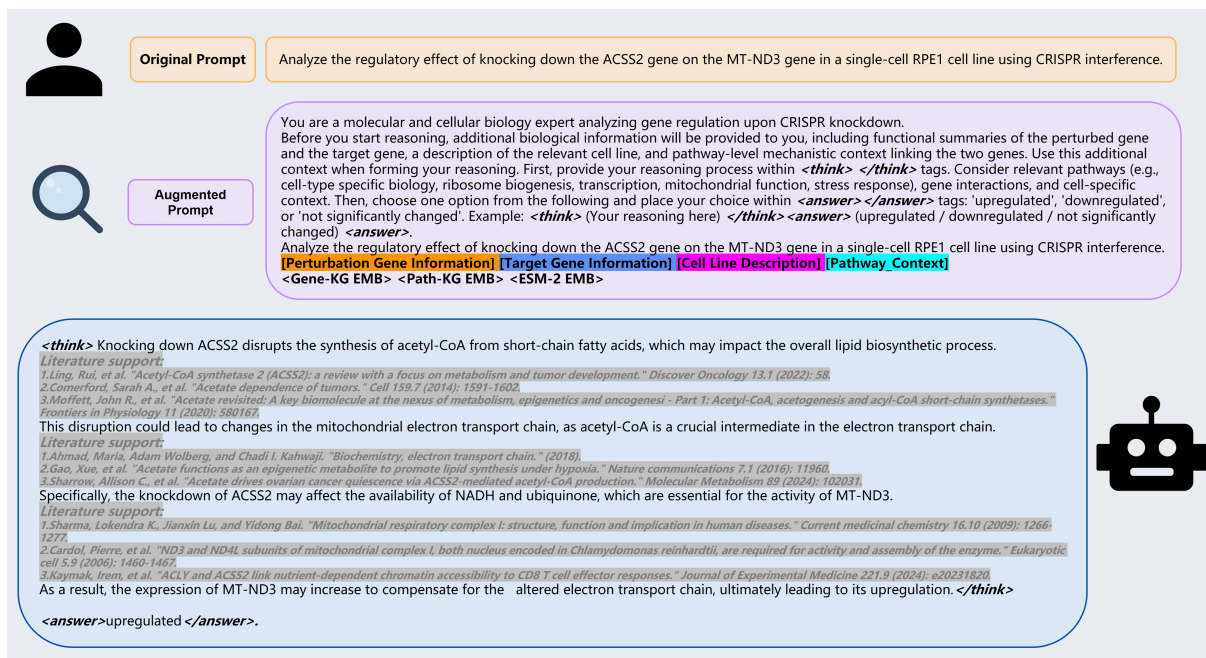 Original Prompt
Analyze the regulatory effect of knocking down the ACSS2 gene on the MT-ND3 gene in a single-cell RPE1 cell line using CRISPR interference.
Augmented
Prompt
You are a molecular and cellular biology expert analyzing gene regulation upon CRISPR knockdown.
Before you start reasoning, additional biological information will be provided to you, including functional summaries of the perturbed gene
and the target gene, a description of the relevant cell line, and pathway-level mechanistic context linking the two genes. Use this additional
context when forming your reasoning. First, provide your reasoning process within <think> </think> tags. Consider relevant pathways (e.g.,
cell-type specific biology, ribosome biogenesis, transcription, mitochondrial function, stress response), gene interactions, and cell-specific
context. Then, choose one option from the following and place your choice within <answer></answer> tags: 'upregulated', 'downregulated',
or 'not significantly changed'. Example: <think> (Your reasoning here) </think><answer> (upregulated / downregulated / not significantly
changed) <answer>.
Analyze the regulatory effect of knocking down the ACSS2 gene on the MT-ND3 gene in a single-cell RPE1 cell line using CRISPR interference.
[Perturbation Gene Information] [Target Gene Information] [Cell Line Description] [Pathway_Context]
<Gene-KG EMB> <Path-KG EMB> <ESM-2 EMB>
<think> Knocking down ACSS2 disrupts the synthesis of acetyl-CoA from short-chain fatty acids, which may impact the overall lipid biosynthetic process.
Literature support:
1.Ling, Rui, et al. "Acetyl-CoA synthetase 2 (ACSS2): a review with a focus on metabolism and tumor development." Discover Oncology 13.1 (2022): 58.
2.Comerford, Sarah A., et al. "Acetate dependence of tumors." Cell 159.7 (2014): 1591-1602.
3.Moffett, John R., et al. "Acetate revisited: A key biomolecule at the nexus of metabolism, epigenetics and oncogenesi - Part 1: Acetyl-CoA, acetogenesis and acyl-CoA short-chain synthetases."
Frontiers in Physiology 11 (2020): 580167.
This disruption could lead to changes in the mitochondrial electron transport chain, as acetyl-CoA is a crucial intermediate in the electron transport chain.
Literature support:
1.Ahmad, Maria, Adam Wolberg, and Chadi I. Kahwaji. "Biochemistry, electron transport chain." (2018).
2.Gao, Xue, et al. "Acetate functions as an epigenetic metabolite to promote lipid synthesis under hypoxia." Nature communications 7.1 (2016): 11960.
3.Sharrow, Allison C., et al. "Acetate drives ovarian cancer quiescence via ACSS2-mediated acetyl-CoA production." Molecular Metabolism 89 (2024): 102031.
Specifically, the knockdown of ACSS2 may affect the availability of NADH and ubiquinone, which are essential for the activity of MT-ND3.
Literature support:
1.Sharma, Lokendra K., Jianxin Lu, and Yidong Bai. "Mitochondrial respiratory complex I: structure, function and implication in human diseases." Current medicinal chemistry 16.10 (2009): 1266-
1277.
2.Cardol, Pierre, et al. "ND3 and ND4L subunits of mitochondrial complex I, both nucleus encoded in Chlamydomonas reinhardtii, are required for activity and assembly of the enzyme." Eukaryotic
cell 5.9 (2006): 1460-1467.
3.Kaymak, Irem, et al. "ACLY and ACSS2 link nutrient-dependent chromatin accessibility to CD8 T cell effector responses." Journal of Experimental Medicine 221.9 (2024): e20231820.
As a result, the expression of MT-ND3 may increase to compensate for the altered electron transport chain, ultimately leading to its upregulation.</think>
<answer>upregulated</answer>.